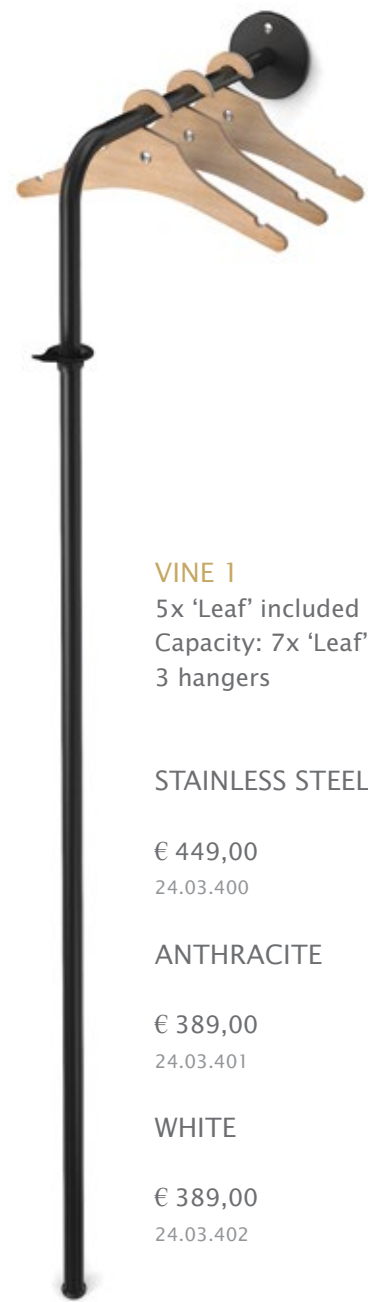 VINE 1
5x ‘Leaf’ included
Capacity: 7x ‘Leaf’
3 hangers
STAINLESS STEEL
€ 449,00
24.03.400
ANTHRACITE
€ 389,00
24.03.401
WHITE
€ 389,00
24.03.402